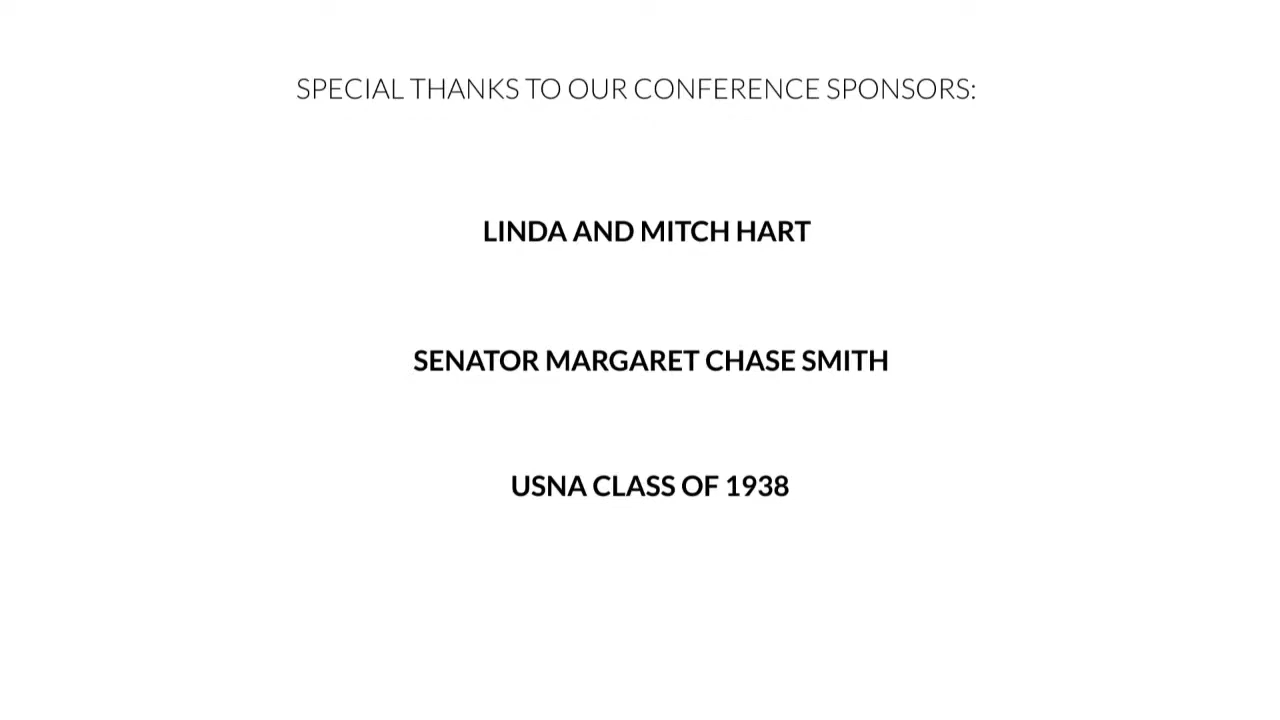 SPECIAL THANKS TO OUR CONFERENCE SPONSORS:
LINDA AND MITCH HART
SENATOR MARGARET CHASE SMITH
USNA CLASS OF 1938